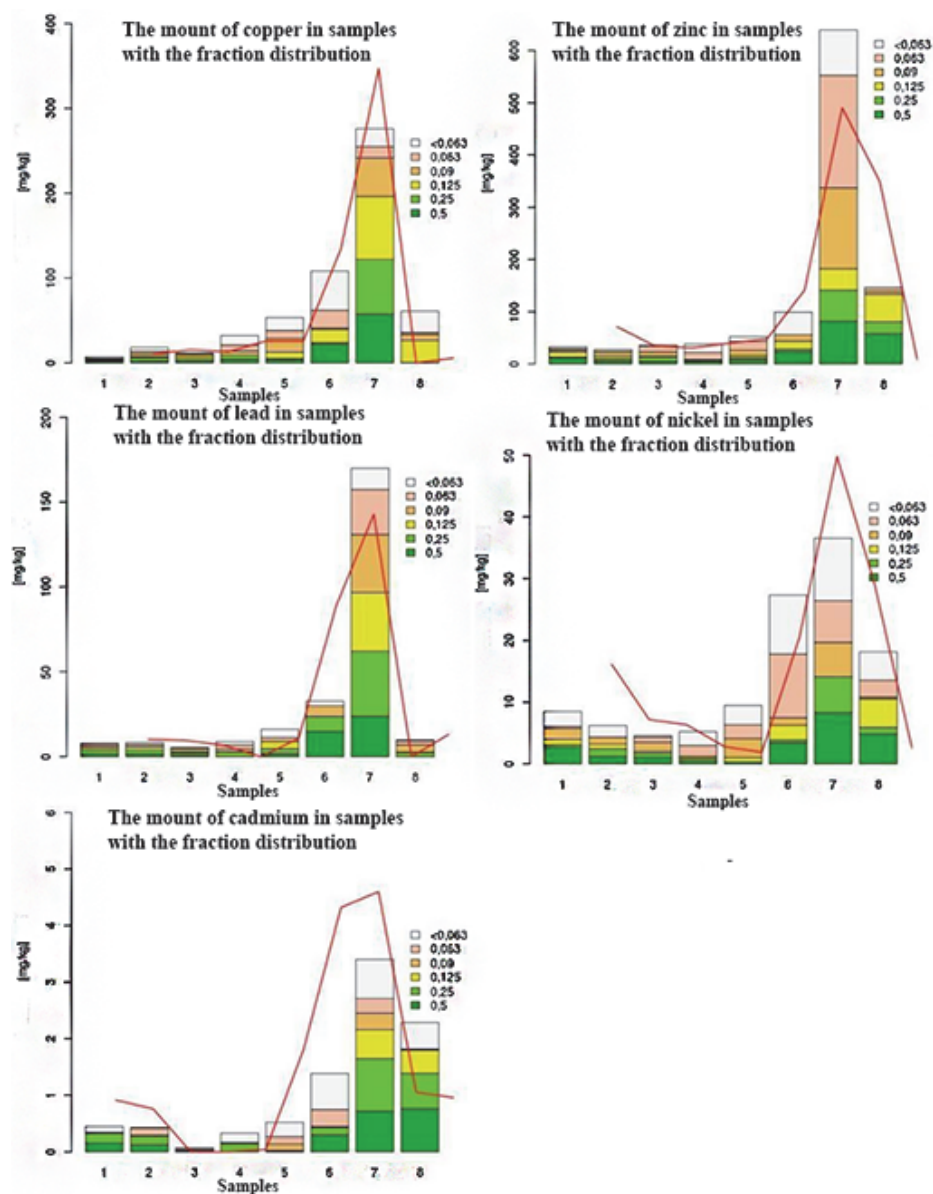 The mount of copper in samples
with the fraction distribution
400
300
200
100
0
[mg/kg]
<0,063
0,063
0,09
0,125
0,25
0,5
1 2 3 4 5 6 7 8
Samples
The mount of zinc in samples
with the fraction distribution
600
500
400
300
200
100
0
[mg/kg]
<0,063
0,063
0,09
0,125
0,25
0,5
1 2 3 4 5 6 7 8
Samples
The mount of lead in samples
with the fraction distribution
200
150
100
50
0
[mg/kg]
<0,063
0,063
0,09
0,125
0,25
0,5
1 2 3 4 5 6 7 8
Samples
The mount of nickel in samples
with the fraction distribution
50
40
30
20
10
0
[mg/kg]
<0,063
0,063
0,09
0,125
0,25
0,5
1 2 3 4 5 6 7 8
Samples
The mount of cadmium in samples
with the fraction distribution
6
5
4
3
2
1
0
[mg/kg]
<0,063
0,063
0,09
0,125
0,25
0,5
1 2 3 4 5 6 7 8
Samples